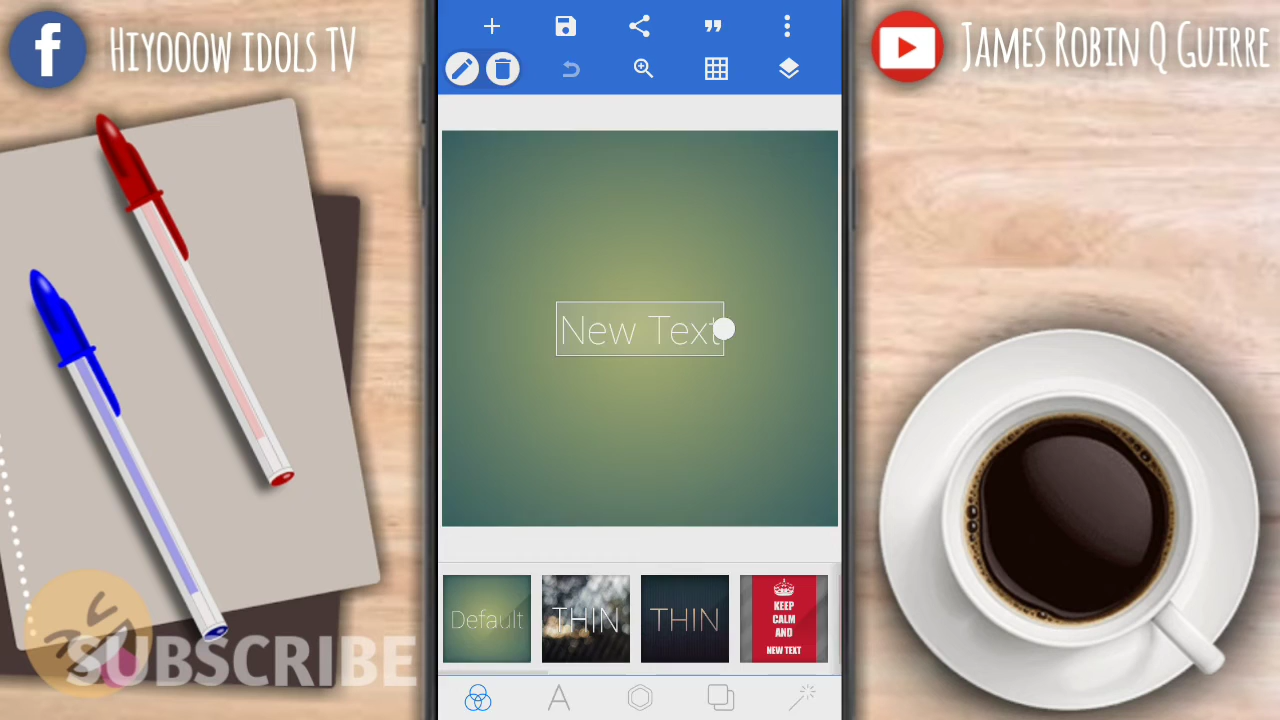 Hiyooow idols TV
James Robin Q Guirre
New Text
Default
THIN
THIN
KEEP
CALM
AND
NEW TEXT
SUBSCRIBE